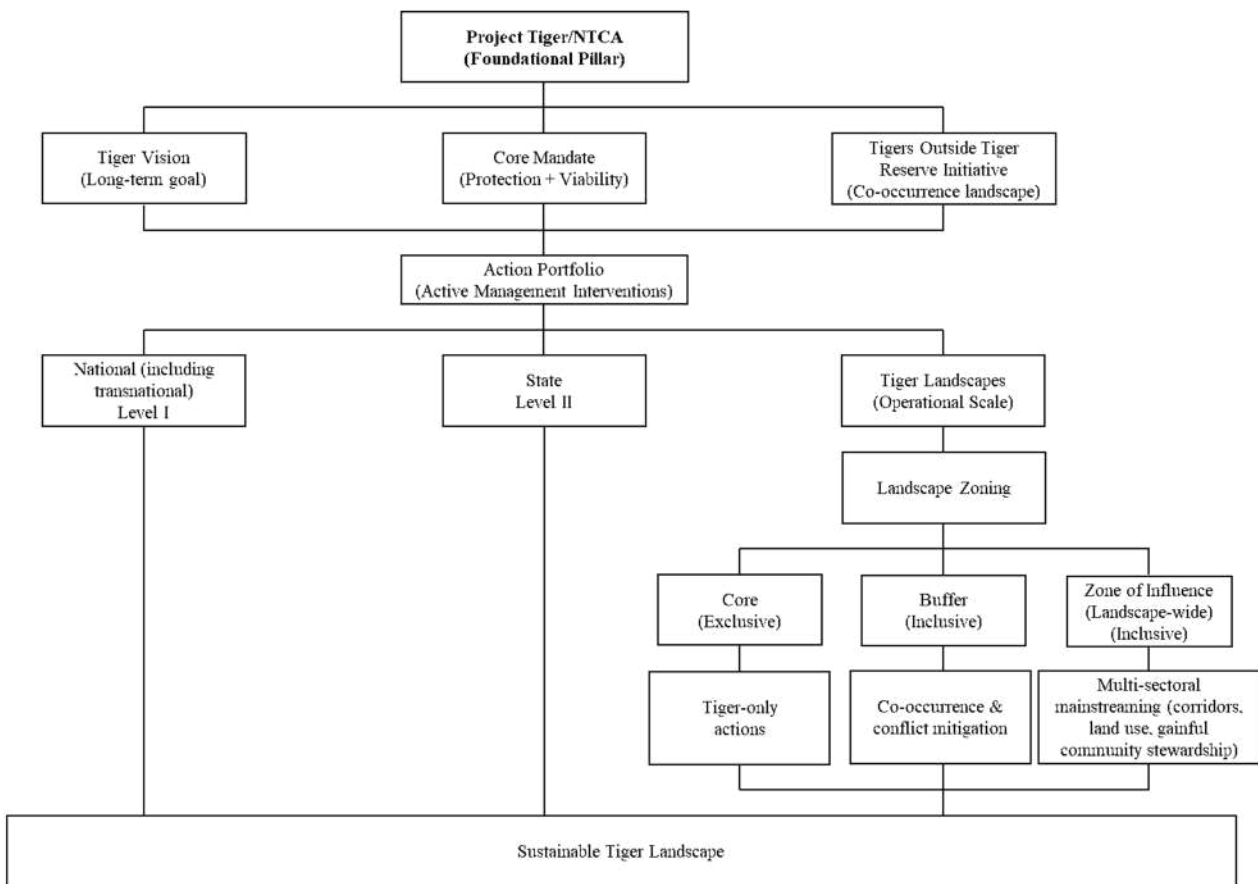 Project Tiger/NTCA
(Foundational Pillar)
Tiger Vision
(Long-term goal)
Core Mandate
(Protection + Viability)
Tigers Outside Tiger
Reserve Initiative
(Co-occurrence landscape)
Action Portfolio
(Active Management Interventions)
National (including
transnational)
Level I
State
Level II
Tiger Landscapes
(Operational Scale)
Landscape Zoning
Core
(Exclusive)
Buffer
(Inclusive)
Zone of Influence
(Landscape-wide)
(Inclusive)
Tiger-only
actions
Co-occurrence &
conflict mitigation
Multi-sectoral
mainstreaming (corridors,
land use, gainful
community stewardship)
Sustainable Tiger Landscape